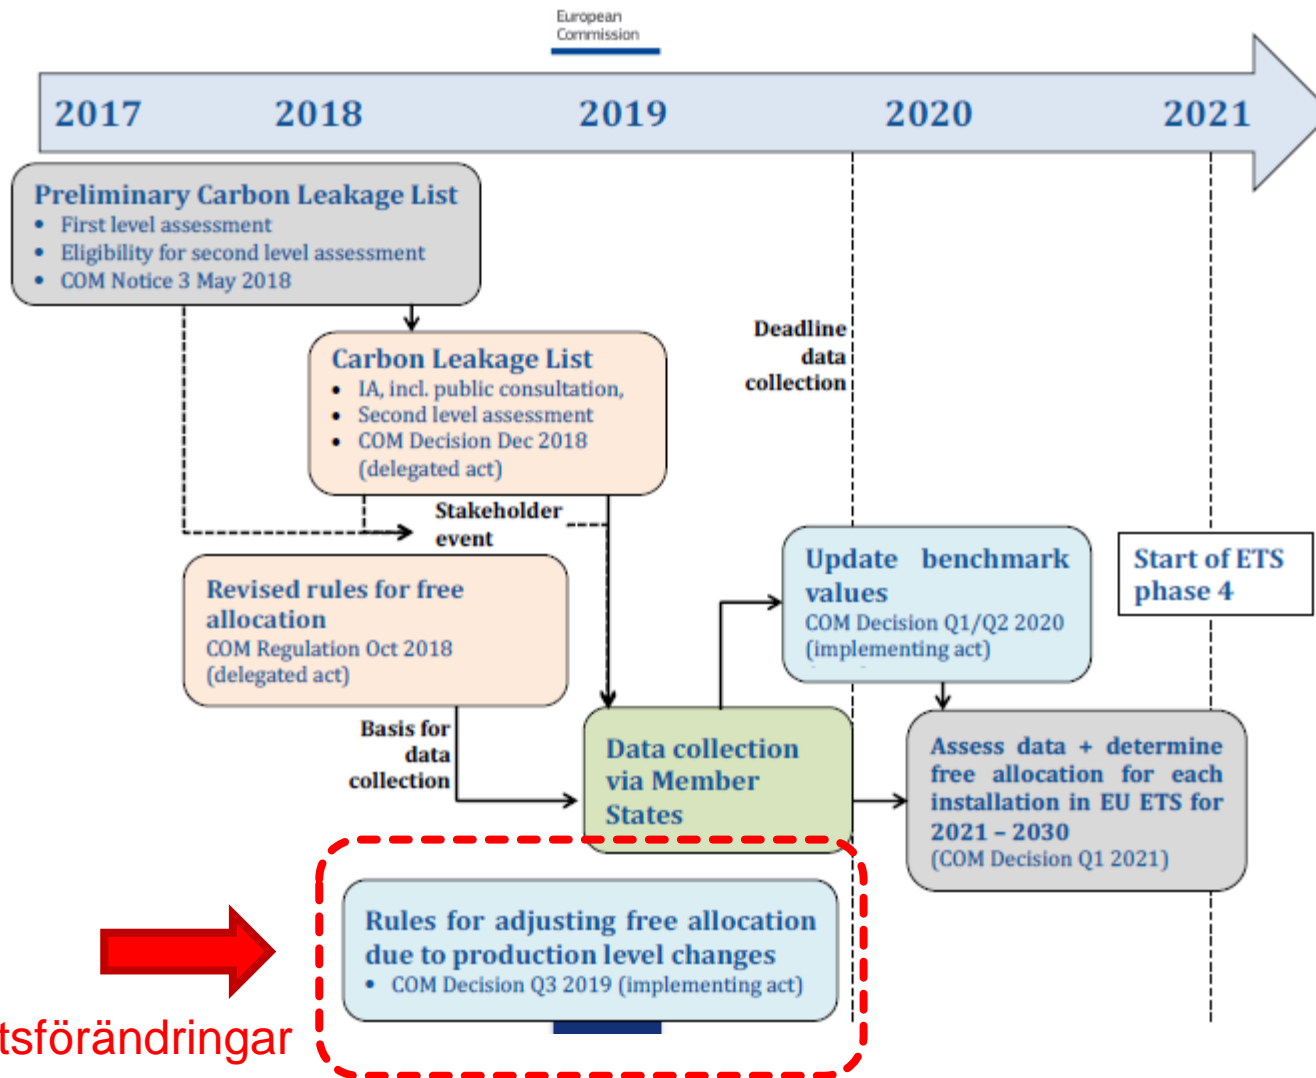 European
Commission
2017 2018 2019 2020 2021
Preliminary Carbon Leakage List
• First level assessment
• Eligibility for second level assessment
• COM Notice 3 May 2018
Deadline
data
collection
Carbon Leakage List
• IA, incl. public consultation,
• Second level assessment
• COM Decision Dec 2018
(delegated act)
Stakeholder
event
Revised rules for free
allocation
COM Regulation Oct 2018
(delegated act)
Update benchmark
values
COM Decision Q1/Q2 2020
(implementing act)
Start of ETS
phase 4
Basis for
data
collection
Data collection
via Member
States
Assess data + determine
free allocation for each
installation in EU ETS for
2021 – 2030
(COM Decision Q1 2021)
Rules for adjusting free allocation
due to production level changes
• COM Decision Q3 2019 (implementing act)
tsförändringar